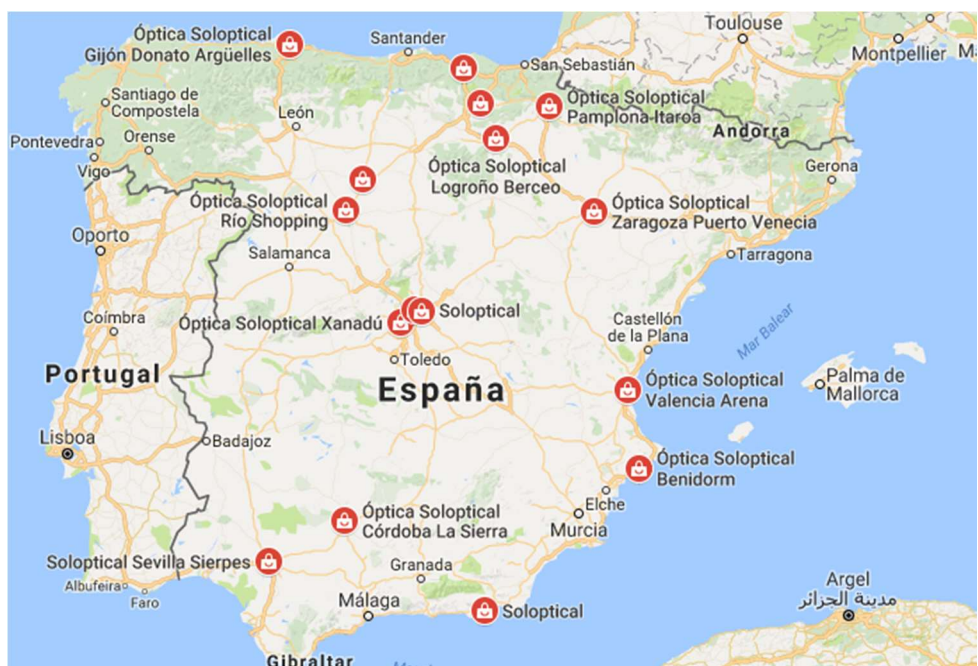 Toulouse
Óptica Soloptical
Gijón Donato Argüelles
Santander
Montpellier
San Sebastián
Santiago de
Compostela
León
Óptica Soloptical
Pamplona Itaroa
Pontevedra
Orense
Andorra
Vigo
Óptica Soloptical
Logroño Berceo
Gerona
Óptica Soloptical
Río Shopping
Óptica Soloptical
Zaragoza Puerto Venecia
Oporto
Salamanca
Tarragona
Coímbra
Óptica Soloptical Xanadú
Soloptical
Castellón
de la Plana
Mar Balear
Toledo
Portugal
España
Óptica Soloptical
Valencia Arena
Palma de
Mallorca
Lisboa
Badajoz
Óptica Soloptical
Benidorm
Elche
Óptica Soloptical
Córdoba La Sierra
Murcia
Soloptical Sevilla Sierpes
Granada
Albufeira
Faro
Málaga
Soloptical
Argel
مدينة الجزائر
Gibraltar